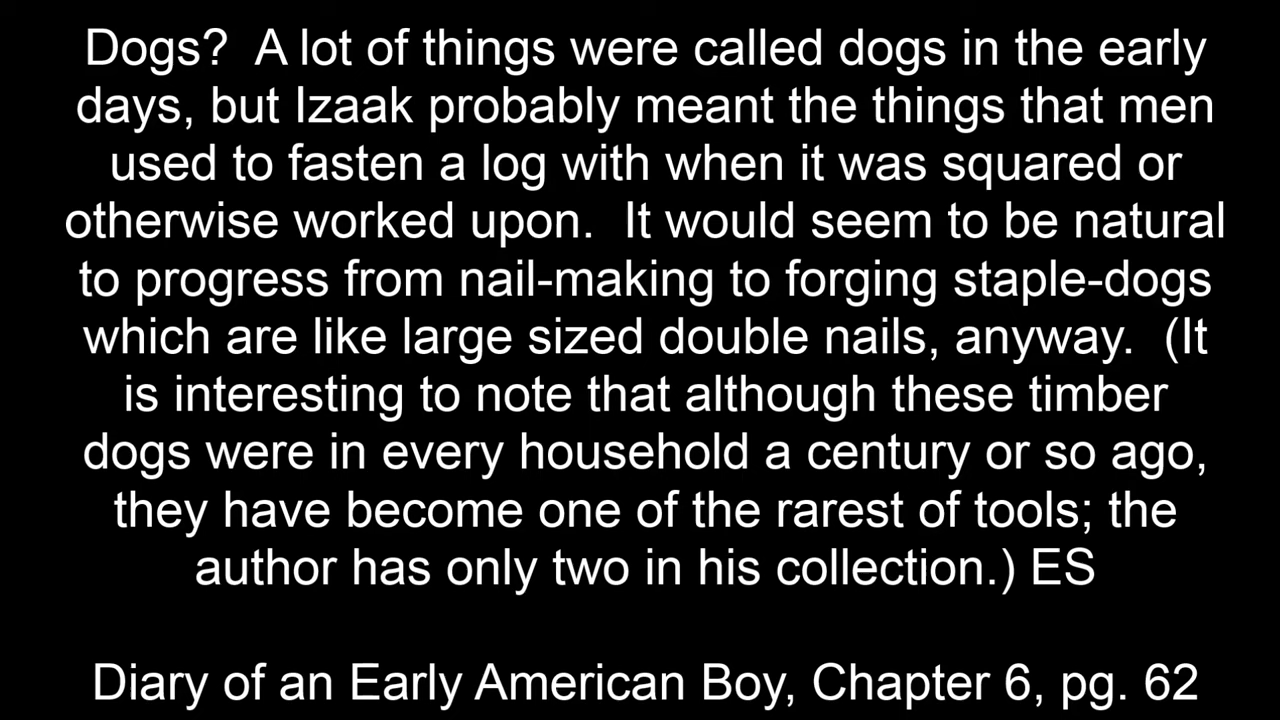 Dogs?  A lot of things were called dogs in the early
days, but Izaak probably meant the things that men
used to fasten a log with when it was squared or
otherwise worked upon.  It would seem to be natural
to progress from nail-making to forging staple-dogs
which are like large sized double nails, anyway.  (It
is interesting to note that although these timber
dogs were in every household a century or so ago,
they have become one of the rarest of tools; the
author has only two in his collection.) ES
Diary of an Early American Boy, Chapter 6, pg. 62